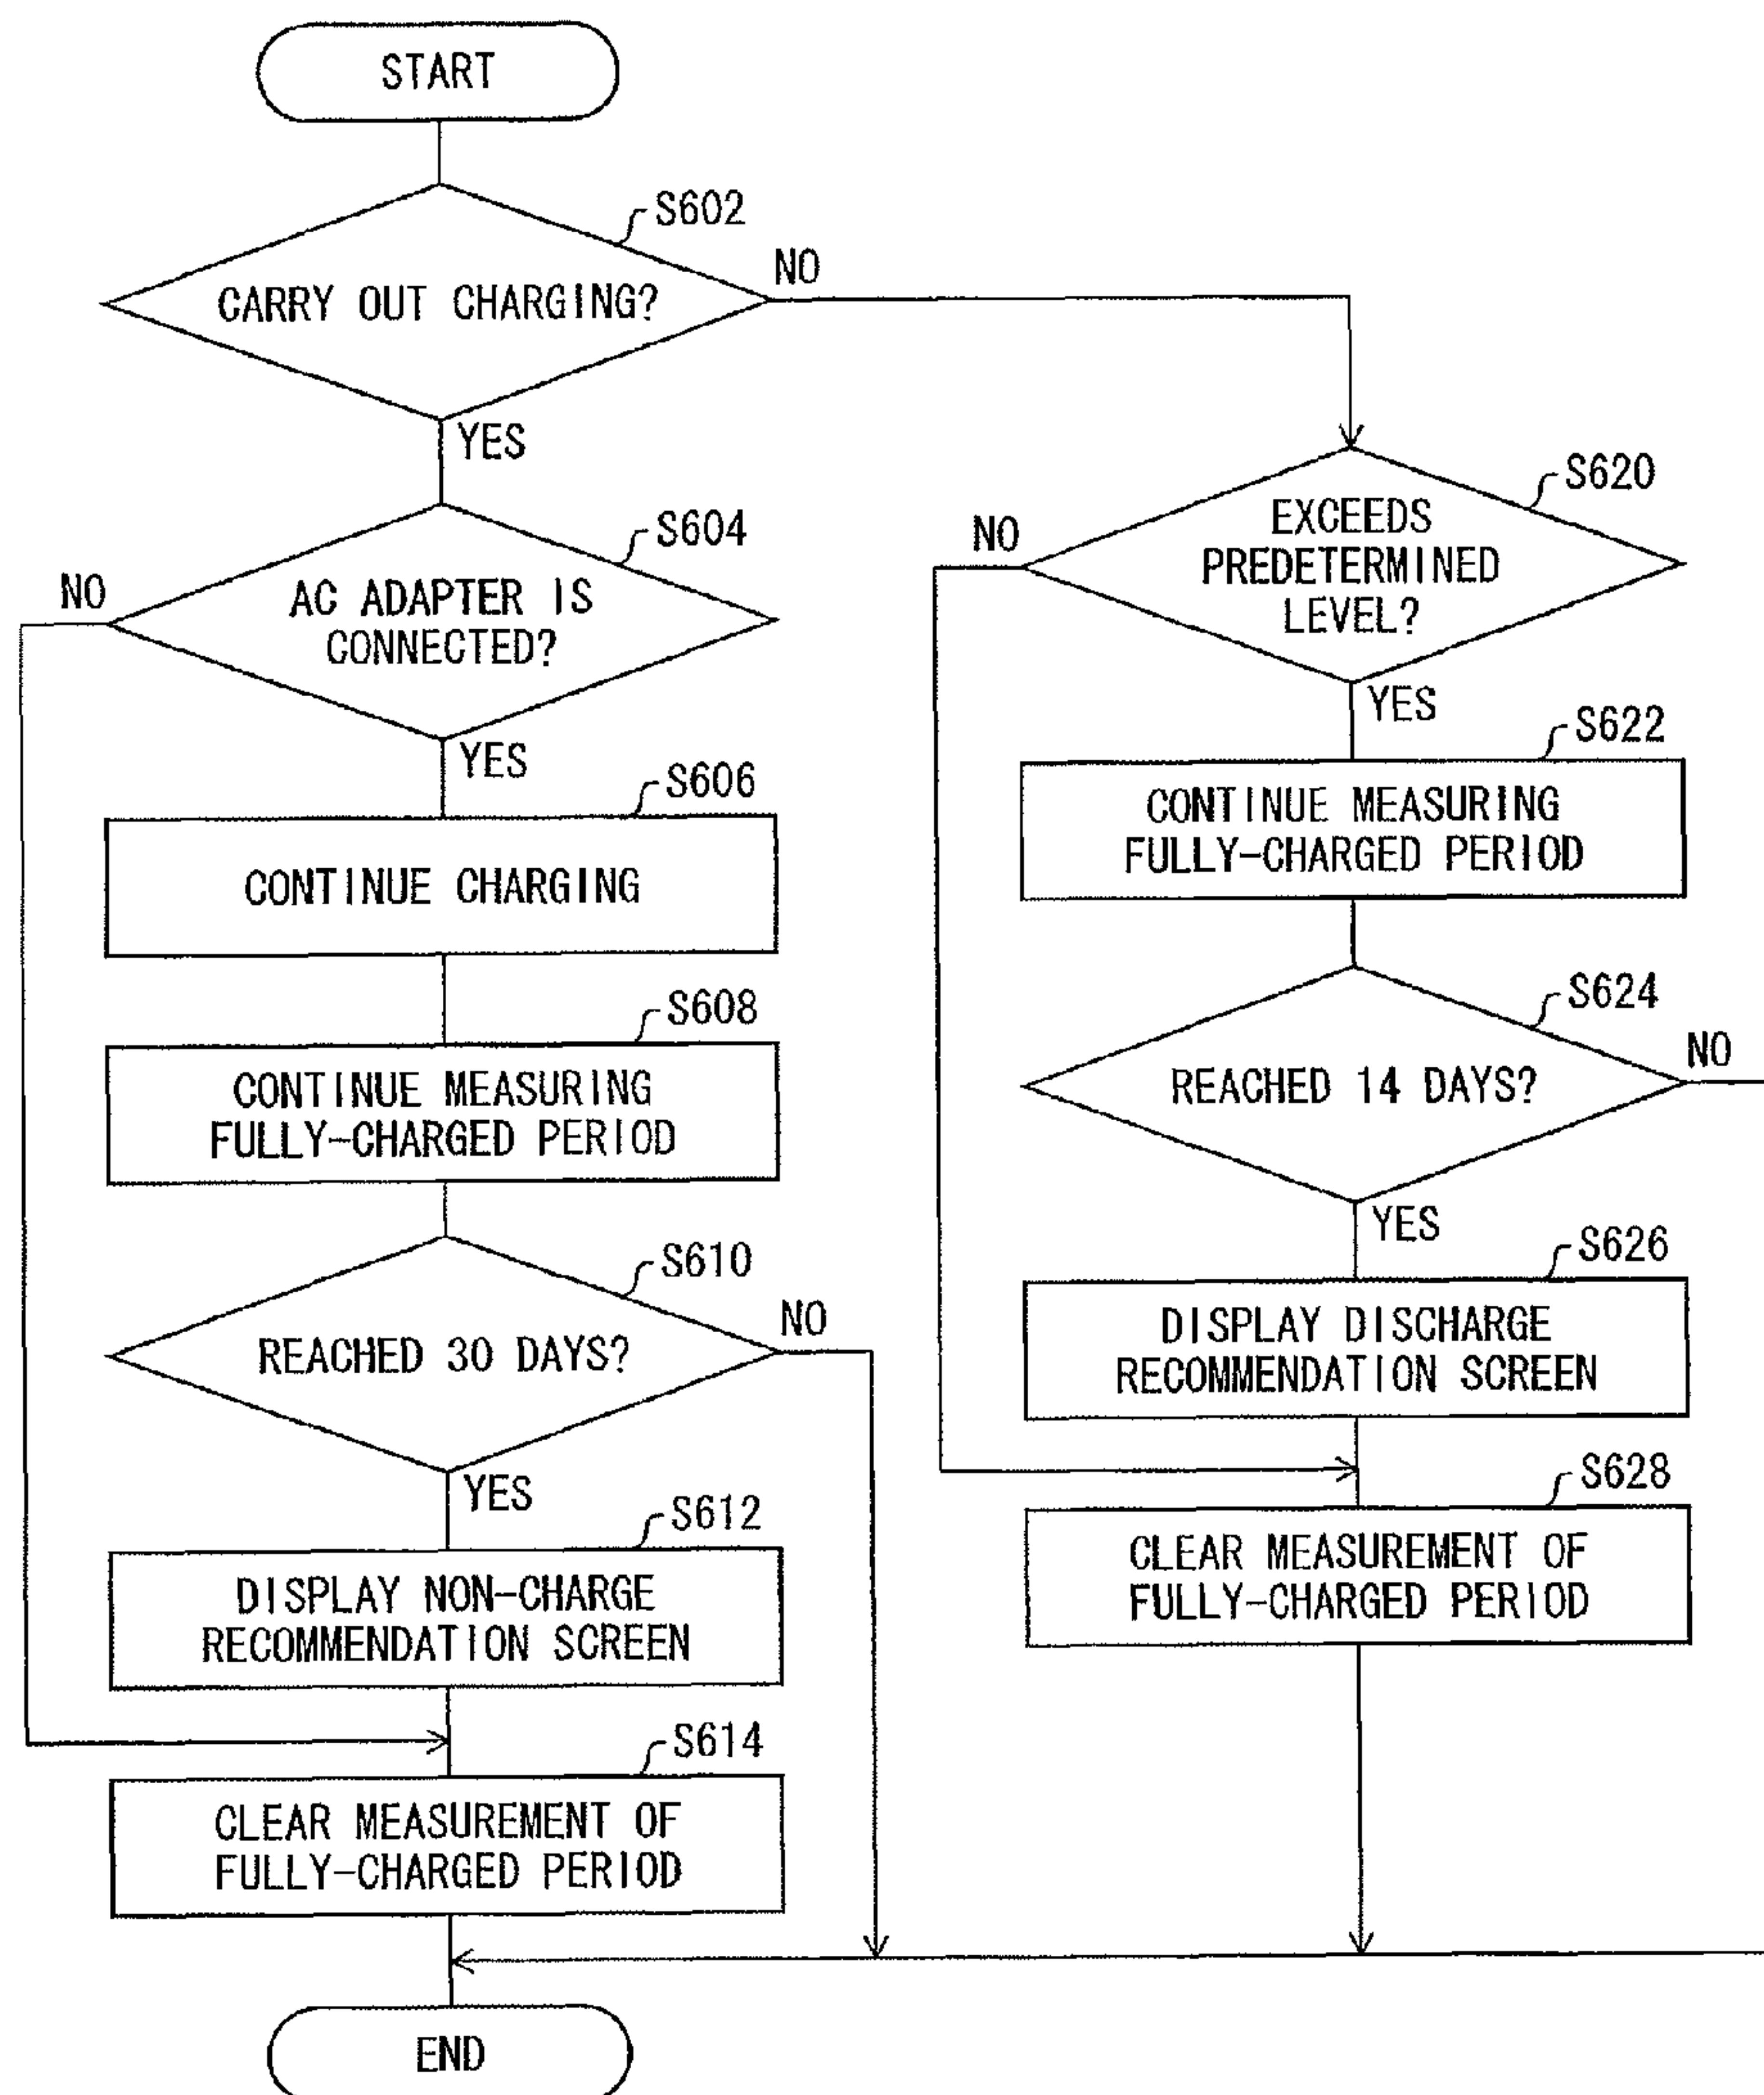 START
S602
CARRY OUT CHARGING?
NO
YES
S604
AC ADAPTER IS
CONNECTED?
NO
YES
S606
CONTINUE CHARGING
S608
CONTINUE MEASURING
FULLY-CHARGED PERIOD
S610
REACHED 30 DAYS?
NO
YES
S612
DISPLAY NON-CHARGE
RECOMMENDATION SCREEN
S614
CLEAR MEASUREMENT OF
FULLY-CHARGED PERIOD
END
S620
EXCEEDS
PREDETERMINED
LEVEL?
NO
YES
S622
CONTINUE MEASURING
FULLY-CHARGED PERIOD
S624
REACHED 14 DAYS?
NO
YES
S626
DISPLAY DISCHARGE
RECOMMENDATION SCREEN
S628
CLEAR MEASUREMENT OF
FULLY-CHARGED PERIOD